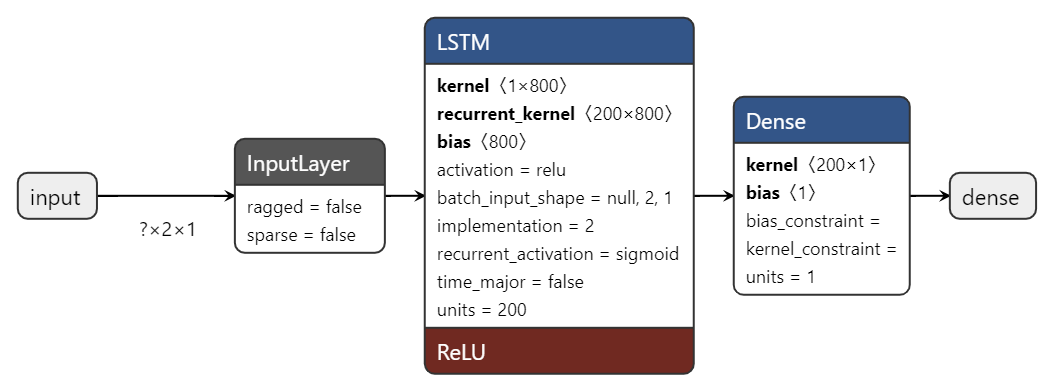 input
?×2×1
InputLayer
ragged = false
sparse = false
LSTM
kernel〈1×800〉
recurrent_kernel〈200×800〉
bias〈800〉
activation = relu
batch_input_shape = null, 2, 1
implementation = 2
recurrent_activation = sigmoid
time_major = false
units = 200
ReLU
Dense
kernel〈200×1〉
bias〈1〉
bias_constraint =
kernel_constraint =
units = 1
dense